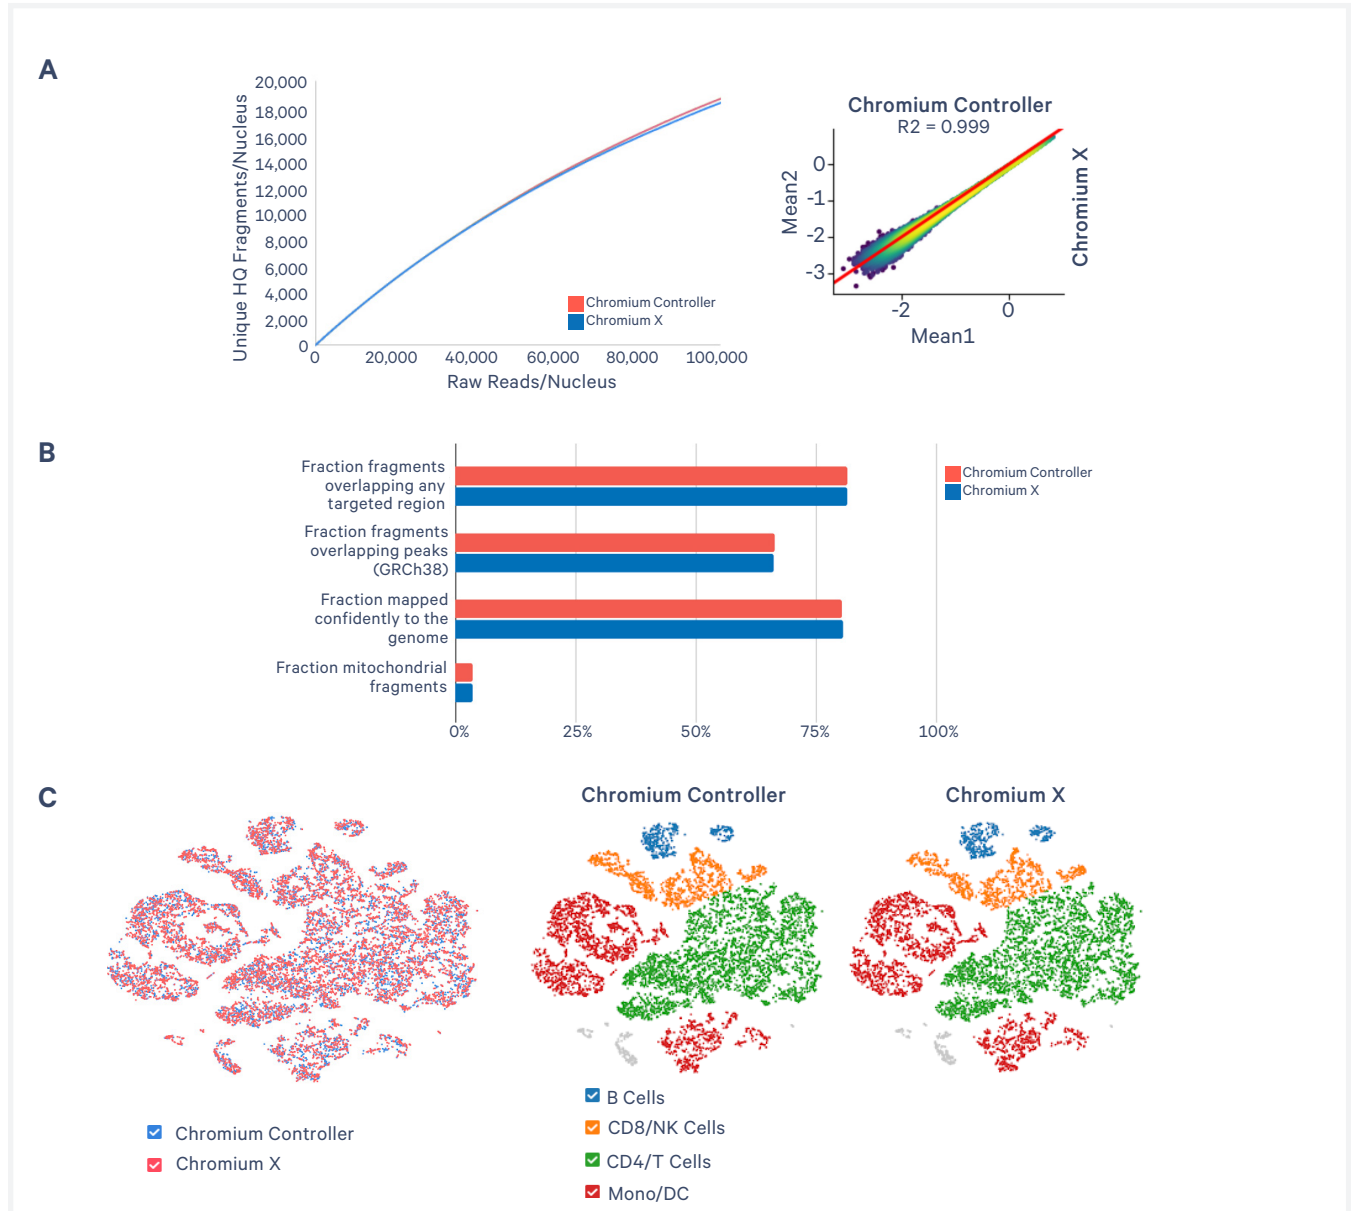 A
20,000
18,000
16,000
14,000
12,000
10,000
8,000
6,000
4,000
2,000
0
Unique HQ Fragments/Nucleus
0 20,000 40,000 60,000 80,000 100,000
Raw Reads/Nucleus
Chromium Controller
Chromium X
Chromium Controller
R2 = 0.999
Mean2
0
-1
-2
-3
-2 0
Mean1
Chromium X
B
Fraction fragments
overlapping any
targeted region
Fraction fragments
overlapping peaks
(GRCh38)
Fraction mapped
confidently to the
genome
Fraction mitochondrial
fragments
0% 25% 50% 75% 100%
Chromium Controller
Chromium X
C
Chromium Controller
Chromium X
Chromium Controller
Chromium X
B Cells
CD8/NK Cells
CD4/T Cells
Mono/DC